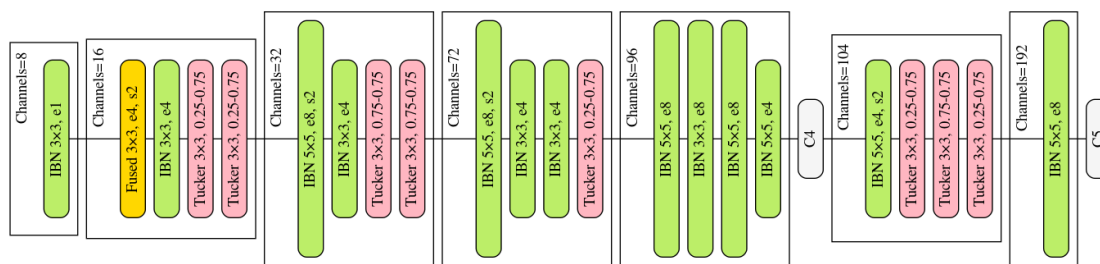 Channels=8
IBN 3×3, e1
Channels=16
Fused 3×3, e4, s2
IBN 3×3, e4
Tucker 3×3, 0.25-0.75
Tucker 3×3, 0.25-0.75
Channels=32
IBN 5×5, e8, s2
IBN 3×3, e4
Tucker 3×3, 0.75-0.75
Tucker 3×3, 0.75-0.75
Channels=72
IBN 5×5, e8, s2
IBN 3×3, e4
IBN 3×3, e4
Tucker 3×3, 0.25-0.75
Channels=96
IBN 5×5, e8
IBN 3×3, e8
IBN 5×5, e8
IBN 5×5, e4
C4
Channels=104
IBN 5×5, e4, s2
Tucker 3×3, 0.25-0.75
Tucker 3×3, 0.75-0.75
Tucker 3×3, 0.25-0.75
Channels=192
IBN 5×5, e8
C5